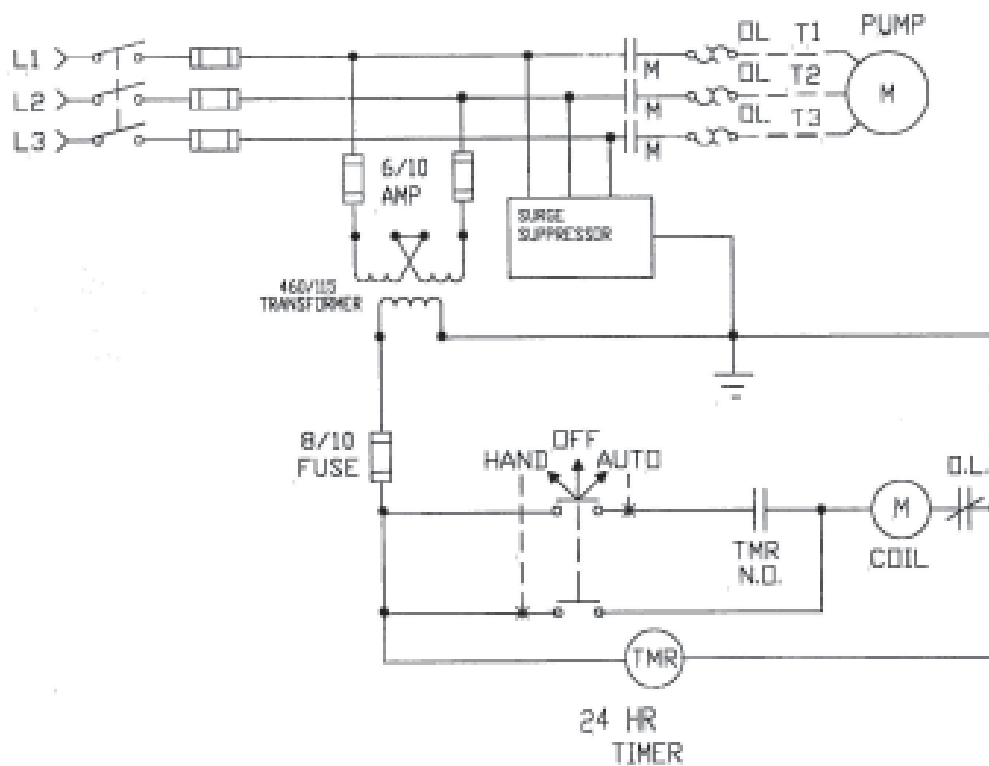 PUMP
L1
OL T1
M
L2
OL T2
M
M
L3
OL T3
M
6/10
AMP
SURGE
SUPPRESSOR
460/115
TRANSFORMER
8/10
FUSE
OFF
HAND
AUTO
O.L.
M
COIL
TMR
N.O.
TMR
24 HR
TIMER